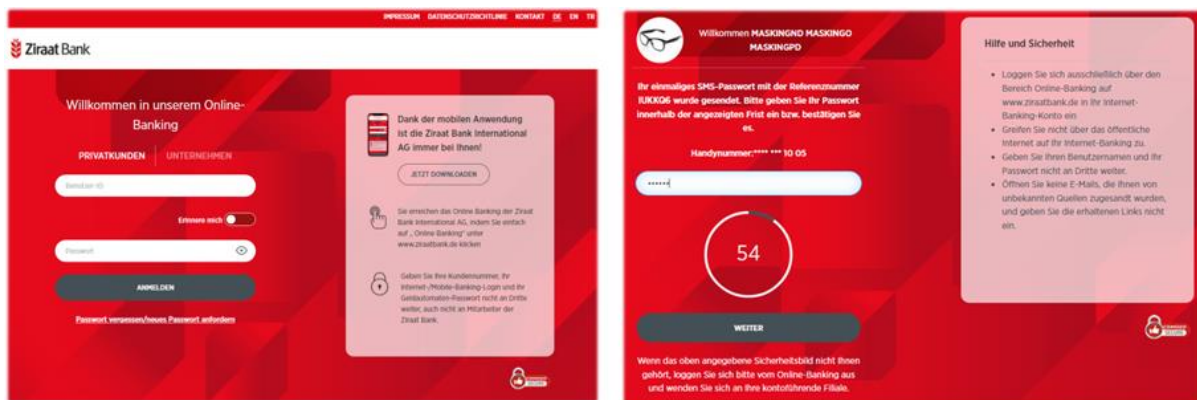 IMPRESSUM DATENSCHUTZRICHTLINIE KONTAKT DE EN TR
Ziraat Bank
Willkommen in unserem Online-
Banking
PRIVATKUNDEN UNTERNEHMEN
Benutzer-ID
Erinnere mich
Passwort
ANMELDEN
Passwort vergessen/neues Passwort anfordern
Dank der mobilen Anwendung
ist die Ziraat Bank International
AG immer bei Ihnen!
JETZT DOWNLOADEN
Sie erreichen das Online Banking der Ziraat
Bank International AG, indem Sie einfach
auf „ Online Banking" unter
www.ziraatbank.de klicken
Geben Sie Ihre Kundennummer, Ihr
Internet-/Mobile-Banking-Login und Ihr
Geldautomaten-Passwort nicht an Dritte
weiter, auch nicht an Mitarbeiter der
Ziraat Bank.
Willkommen MASKINGND MASKINGO
MASKINGPD
Ihr einmaliges SMS-Passwort mit der Referenznummer
IUKKQ6 wurde gesendet. Bitte geben Sie Ihr Passwort
innerhalb der angezeigten Frist ein bzw. bestätigen Sie
es.
Handynummer:**** *** 10 05
••••••
54
WEITER
Wenn das oben angegebene Sicherheitsbild nicht Ihnen
gehört, loggen Sie sich bitte vom Online-Banking aus
und wenden Sie sich an Ihre kontoführende Filiale.
Hilfe und Sicherheit
• Loggen Sie sich ausschließlich über den
Bereich Online-Banking auf
www.ziraatbank.de in Ihr Internet-
Banking-Konto ein
• Greifen Sie nicht über das öffentliche
Internet auf Ihr Internet-Banking zu.
• Geben Sie Ihren Benutzernamen und Ihr
Passwort nicht an Dritte weiter.
• Öffnen Sie keine E-Mails, die Ihnen von
unbekannten Quellen zugesandt wurden,
und geben Sie die erhaltenen Links nicht
ein.